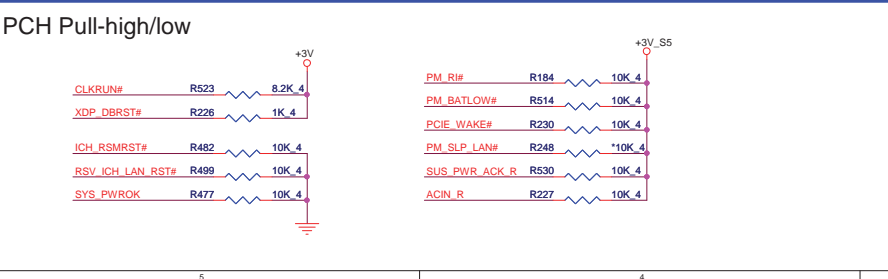 PCH Pull-high/low
+3V
CLKRUN# R523 8.2K_4
XDP_DBRST# R226 1K_4
ICH_RSMRST# R482 10K_4
RSV_ICH_LAN_RST# R499 10K_4
SYS_PWROK R477 10K_4
+3V_S5
PM_RI# R184 10K_4
PM_BATLOW# R514 10K_4
PCIE_WAKE# R230 10K_4
PM_SLP_LAN# R248 *10K_4
SUS_PWR_ACK_R R530 10K_4
ACIN_R R227 10K_4
5 4